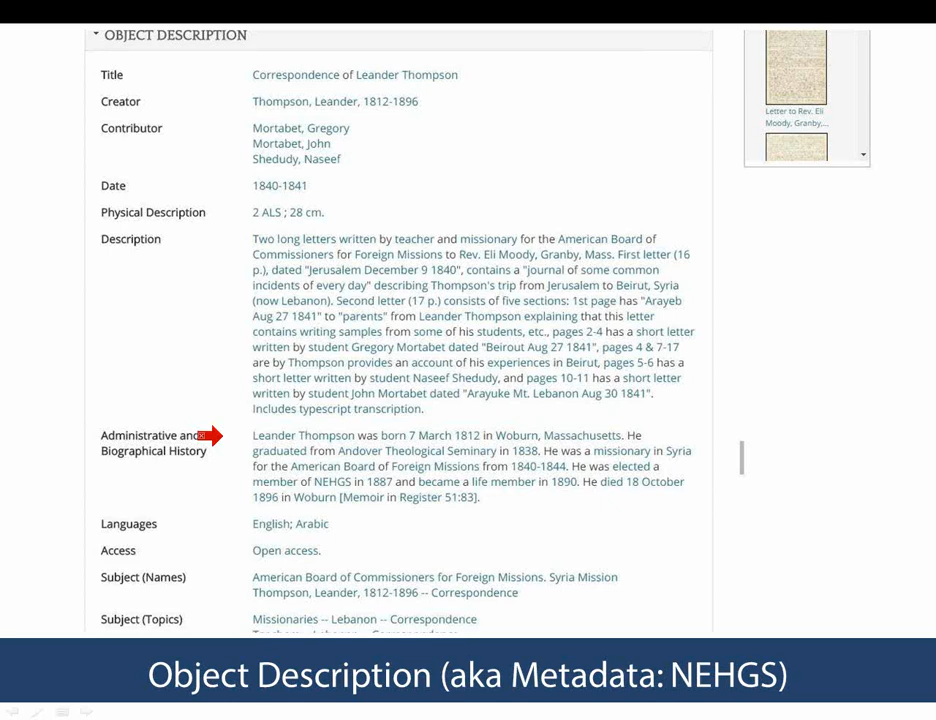 OBJECT DESCRIPTION
Title
Correspondence of Leander Thompson
Creator
Thompson, Leander, 1812-1896
Contributor
Mortabet, Gregory
Mortabet, John
Shedudy, Naseef
Date
1840-1841
Physical Description
2 ALS ; 28 cm.
Description
Two long letters written by teacher and missionary for the American Board of
Commissioners for Foreign Missions to Rev. Eli Moody, Granby, Mass. First letter (16
p.), dated "Jerusalem December 9 1840", contains a "journal of some common
incidents of every day" describing Thompson's trip from Jerusalem to Beirut, Syria
(now Lebanon). Second letter (17 p.) consists of five sections: 1st page has "Arayeb
Aug 27 1841" to "parents" from Leander Thompson explaining that this letter
contains writing samples from some of his students, etc., pages 2-4 has a short letter
written by student Gregory Mortabet dated "Beirout Aug 27 1841", pages 4 & 7-17
are by Thompson provides an account of his experiences in Beirut, pages 5-6 has a
short letter written by student Naseef Shedudy, and pages 10-11 has a short letter
written by student John Mortabet dated "Arayuke Mt. Lebanon Aug 30 1841".
Includes typescript transcription.
Administrative and
Biographical History
Leander Thompson was born 7 March 1812 in Woburn, Massachusetts. He
graduated from Andover Theological Seminary in 1838. He was a missionary in Syria
for the American Board of Foreign Missions from 1840-1844. He was elected a
member of NEHGS in 1887 and became a life member in 1890. He died 18 October
1896 in Woburn [Memoir in Register 51:83].
Languages
English; Arabic
Access
Open access.
Subject (Names)
American Board of Commissioners for Foreign Missions. Syria Mission
Thompson, Leander, 1812-1896 -- Correspondence
Subject (Topics)
Missionaries -- Lebanon -- Correspondence
Letter to Rev. Eli
Moody, Granby,...
Object Description (aka Metadata: NEHGS)